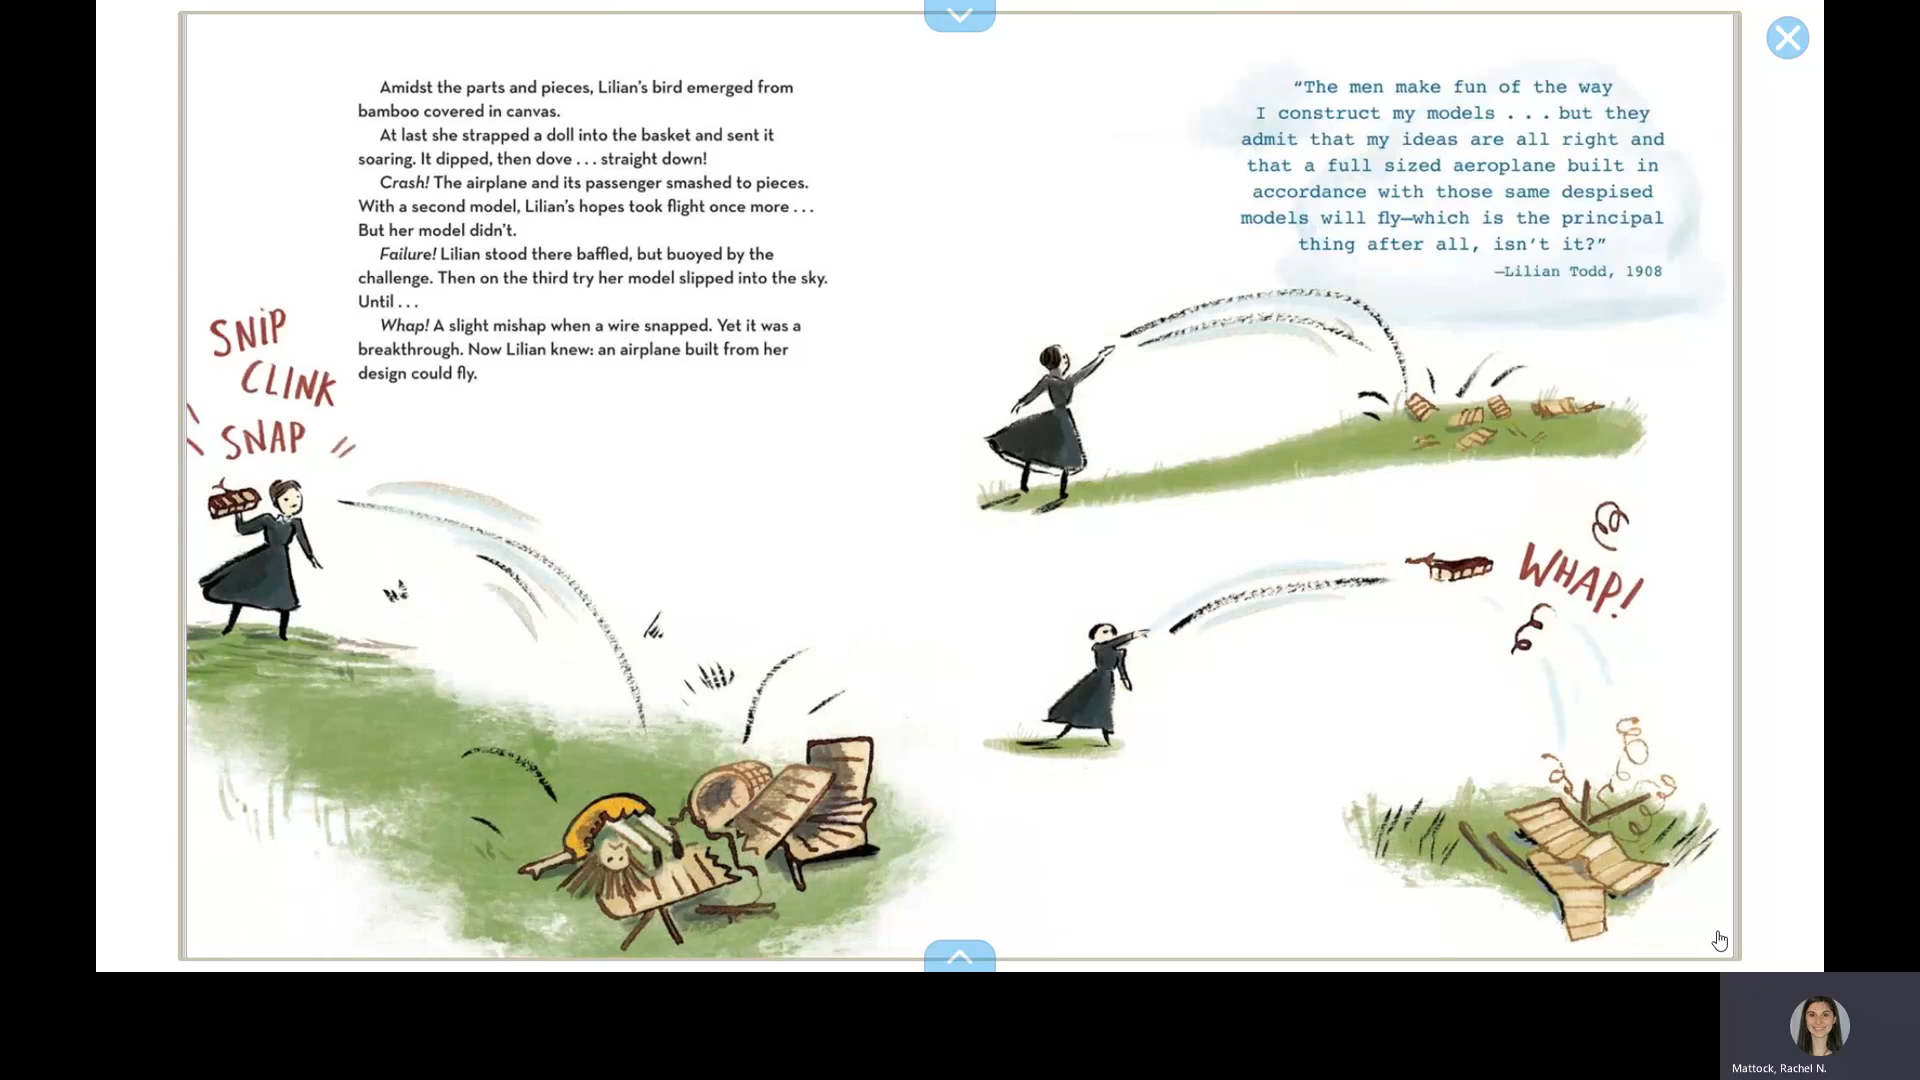 Amidst the parts and pieces, Lilian's bird emerged from
bamboo covered in canvas.
At last she strapped a doll into the basket and sent it
soaring. It dipped, then dove . . . straight down!
Crash! The airplane and its passenger smashed to pieces.
With a second model, Lilian's hopes took flight once more . . .
But her model didn't.
Failure! Lilian stood there baffled, but buoyed by the
challenge. Then on the third try her model slipped into the sky.
Until . . .
Whap! A slight mishap when a wire snapped. Yet it was a
breakthrough. Now Lilian knew: an airplane built from her
design could fly.
SNIP
CLINK
SNAP
“The men make fun of the way
I construct my models . . . but they
admit that my ideas are all right and
that a full sized aeroplane built in
accordance with those same despised
models will fly—which is the principal
thing after all, isn't it?”
—Lilian Todd, 1908
WHAP!
Mattock, Rachel N.